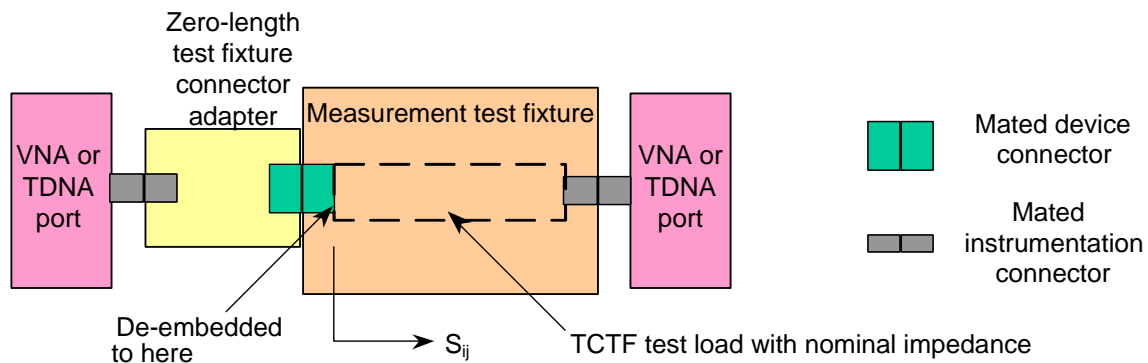 Zero-length
test fixture
connector
adapter
Measurement test fixture
VNA or
TDNA
port
VNA or
TDNA
port
Mated device
connector
Mated
instrumentation
connector
De-embedded
to here
Sij
TCTF test load with nominal impedance